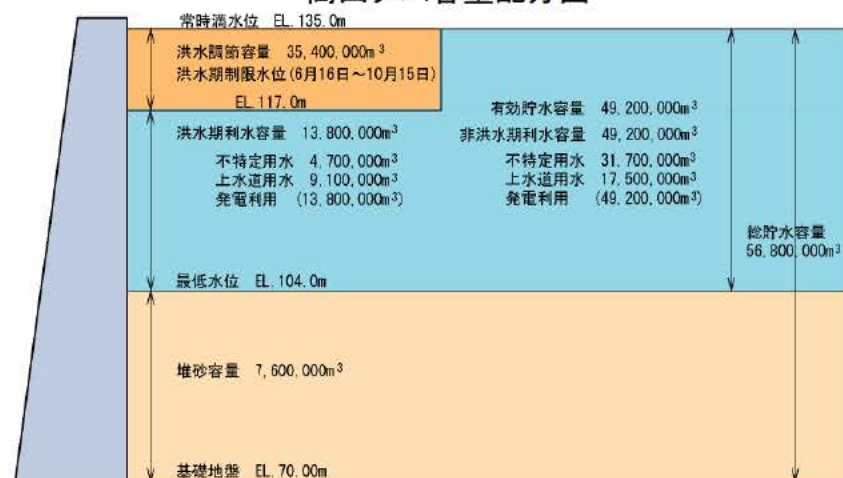 常時満水位 EL. 135. 0m
洪水調節容量 35, 400, 000m³
洪水期制限水位(6月16日～10月15日)
EL. 117. 0m
洪水期利水容量 13, 800, 000m³
不特定用水 4, 700, 000m³
上水道用水 9, 100, 000m³
発電利用 (13, 800, 000m³)
有効貯水容量 49, 200, 000m³
非洪水期利水容量 49, 200, 000m³
不特定用水 31, 700, 000m³
上水道用水 17, 500, 000m³
発電利用 (49, 200, 000m³)
総貯水容量
56, 800, 000m³
最低水位 EL. 104. 0m
堆砂容量 7, 600, 000m³
基礎地盤 EL. 70. 00m